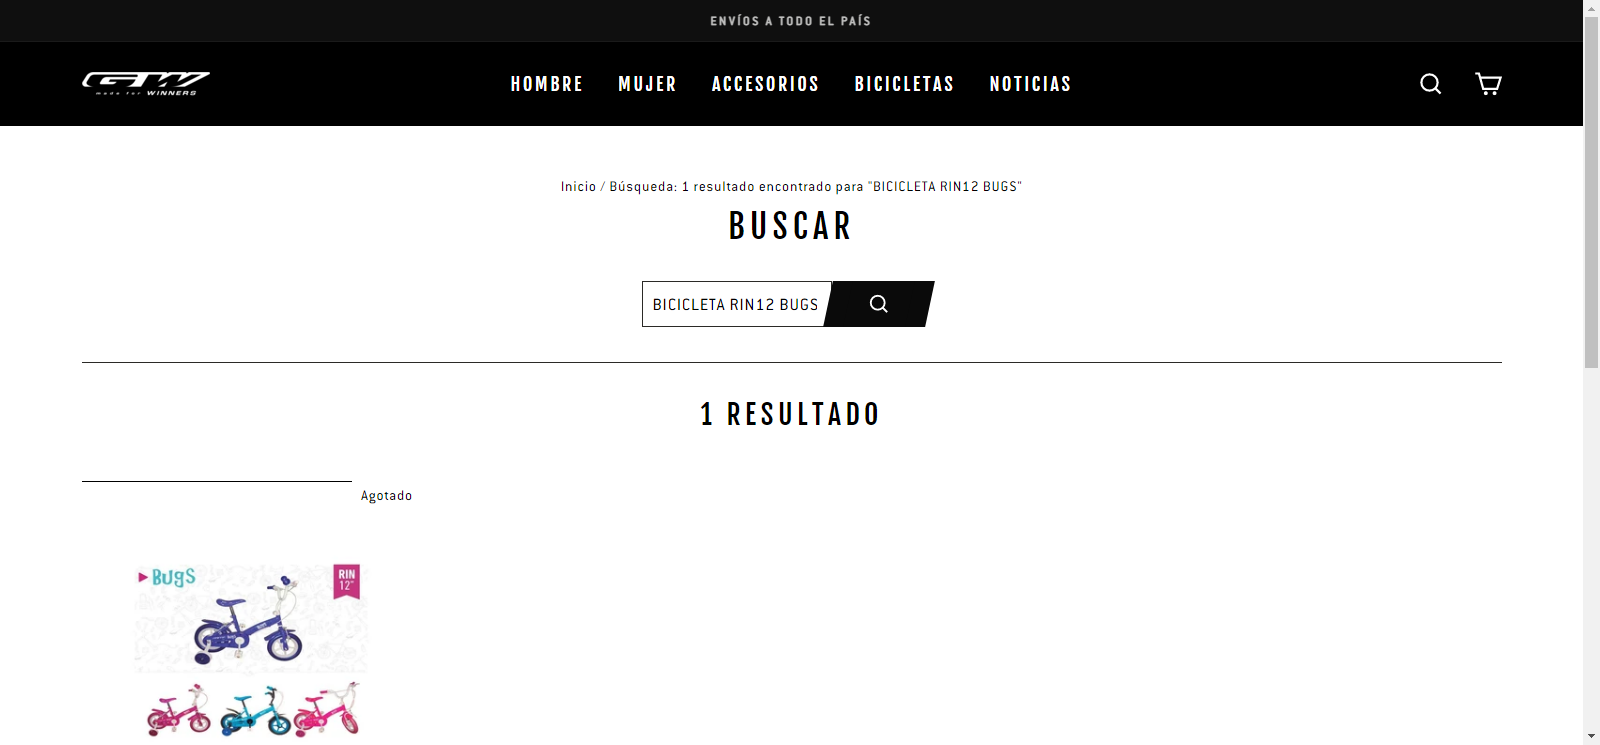 ENVÍOS A TODO EL PAÍS
GW
made for WINNERS
HOMBRE MUJER ACCESORIOS BICICLETAS NOTICIAS
Inicio / Búsqueda: 1 resultado encontrado para "BICICLETA RIN12 BUGS"
BUSCAR
BICICLETA RIN12 BUGS
1 RESULTADO
Agotado
BUgS
RIN
12"